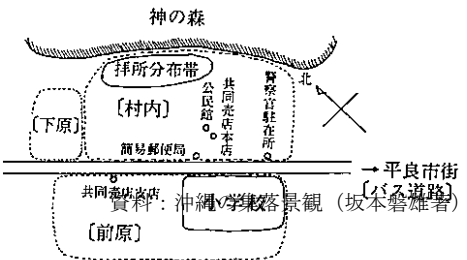 神の森
拝所分布帯
北
〔村内〕
公民館
共同売店本店
警察官駐在所
〔下原〕
簡易郵便局
→平良市街
〔バス道路〕
共同売店支店
小学校
資料：沖縄の集落景観（坂本磐雄著）
〔前原〕